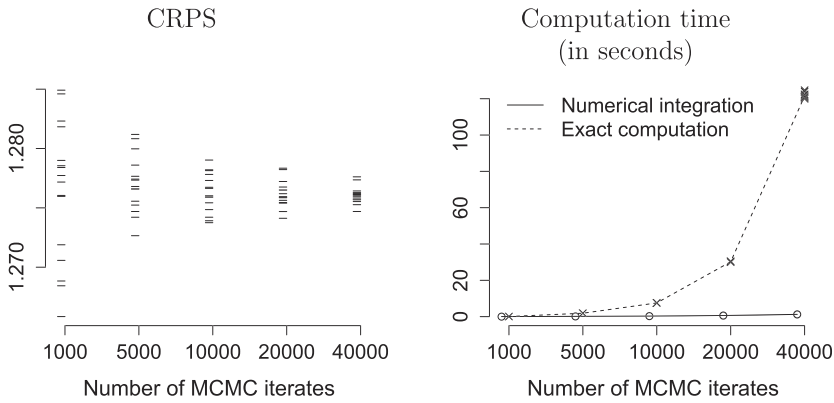 CRPS
1.280
1.270
1000 5000 10000 20000 40000
Number of MCMC iterates
Computation time
(in seconds)
Numerical integration
Exact computation
100
60
20
0
1000 5000 10000 20000 40000
Number of MCMC iterates